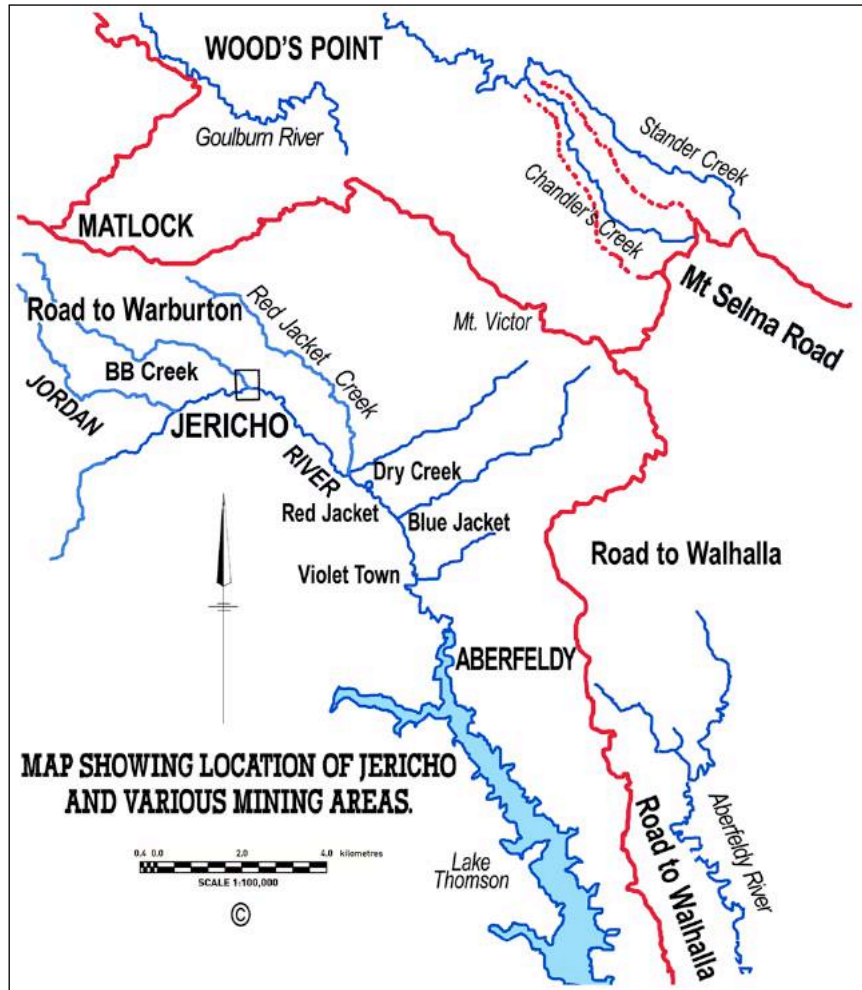 WOOD'S POINT
Goulburn River
Stander Creek
Chandler's Creek
MATLOCK
Mt Selma Road
Road to Warburton
Red Jacket Creek
Mt. Victor
BB Creek
JORDAN
JERICHO
RIVER
Dry Creek
Red Jacket
Blue Jacket
Road to Walhalla
Violet Town
ABERFELDY
MAP SHOWING LOCATION OF JERICHO
AND VARIOUS MINING AREAS.
Road to Walhalla
Aberfeldy River
0.4 0.0 2.0 4.0 kilometres
SCALE 1:100,000
Lake
Thomson
©